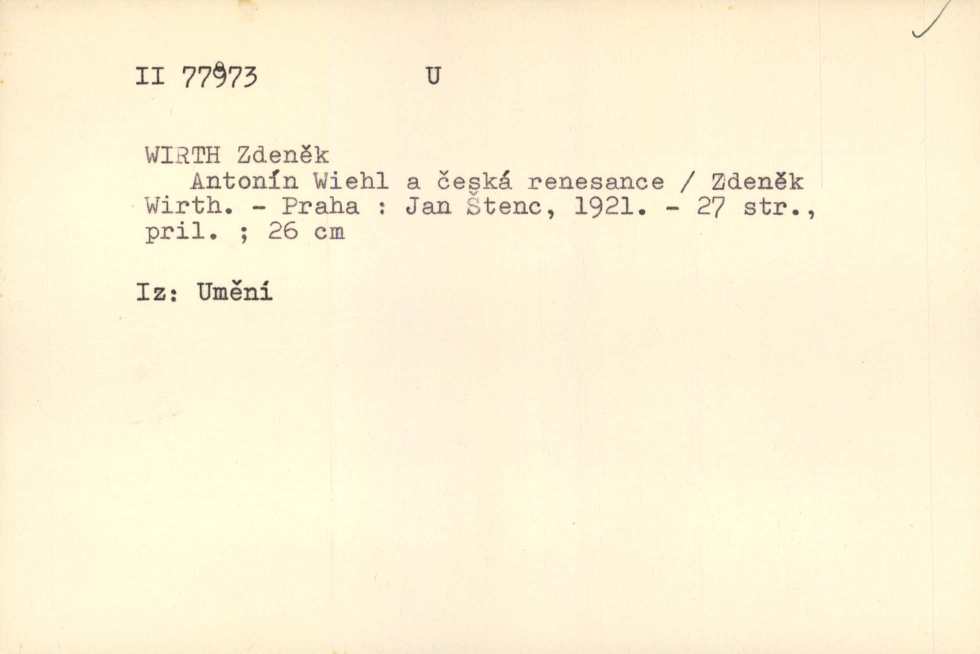 II 77973 U
WIRTH Zdeněk
Antonín Wiehl a česká renesance / Zdeněk
Wirth. - Praha : Jan Štenc, 1921. - 27 str.,
pril. ; 26 cm
Iz: Umění